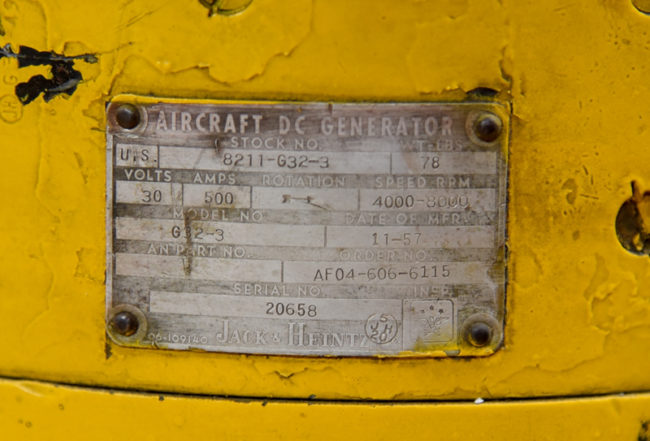 AIRCRAFT DC GENERATOR
STOCK NO. WT-LBS
U.S. 8211-G32-3 78
VOLTS AMPS ROTATION SPEED RPM
30 500 4000-8000
MODEL NO. DATE OF MFR.
G32-3 11-57
AN PART NO. ORDER NO.
AF04-606-6115
SERIAL NO.
20658
JACK & HEINTZ